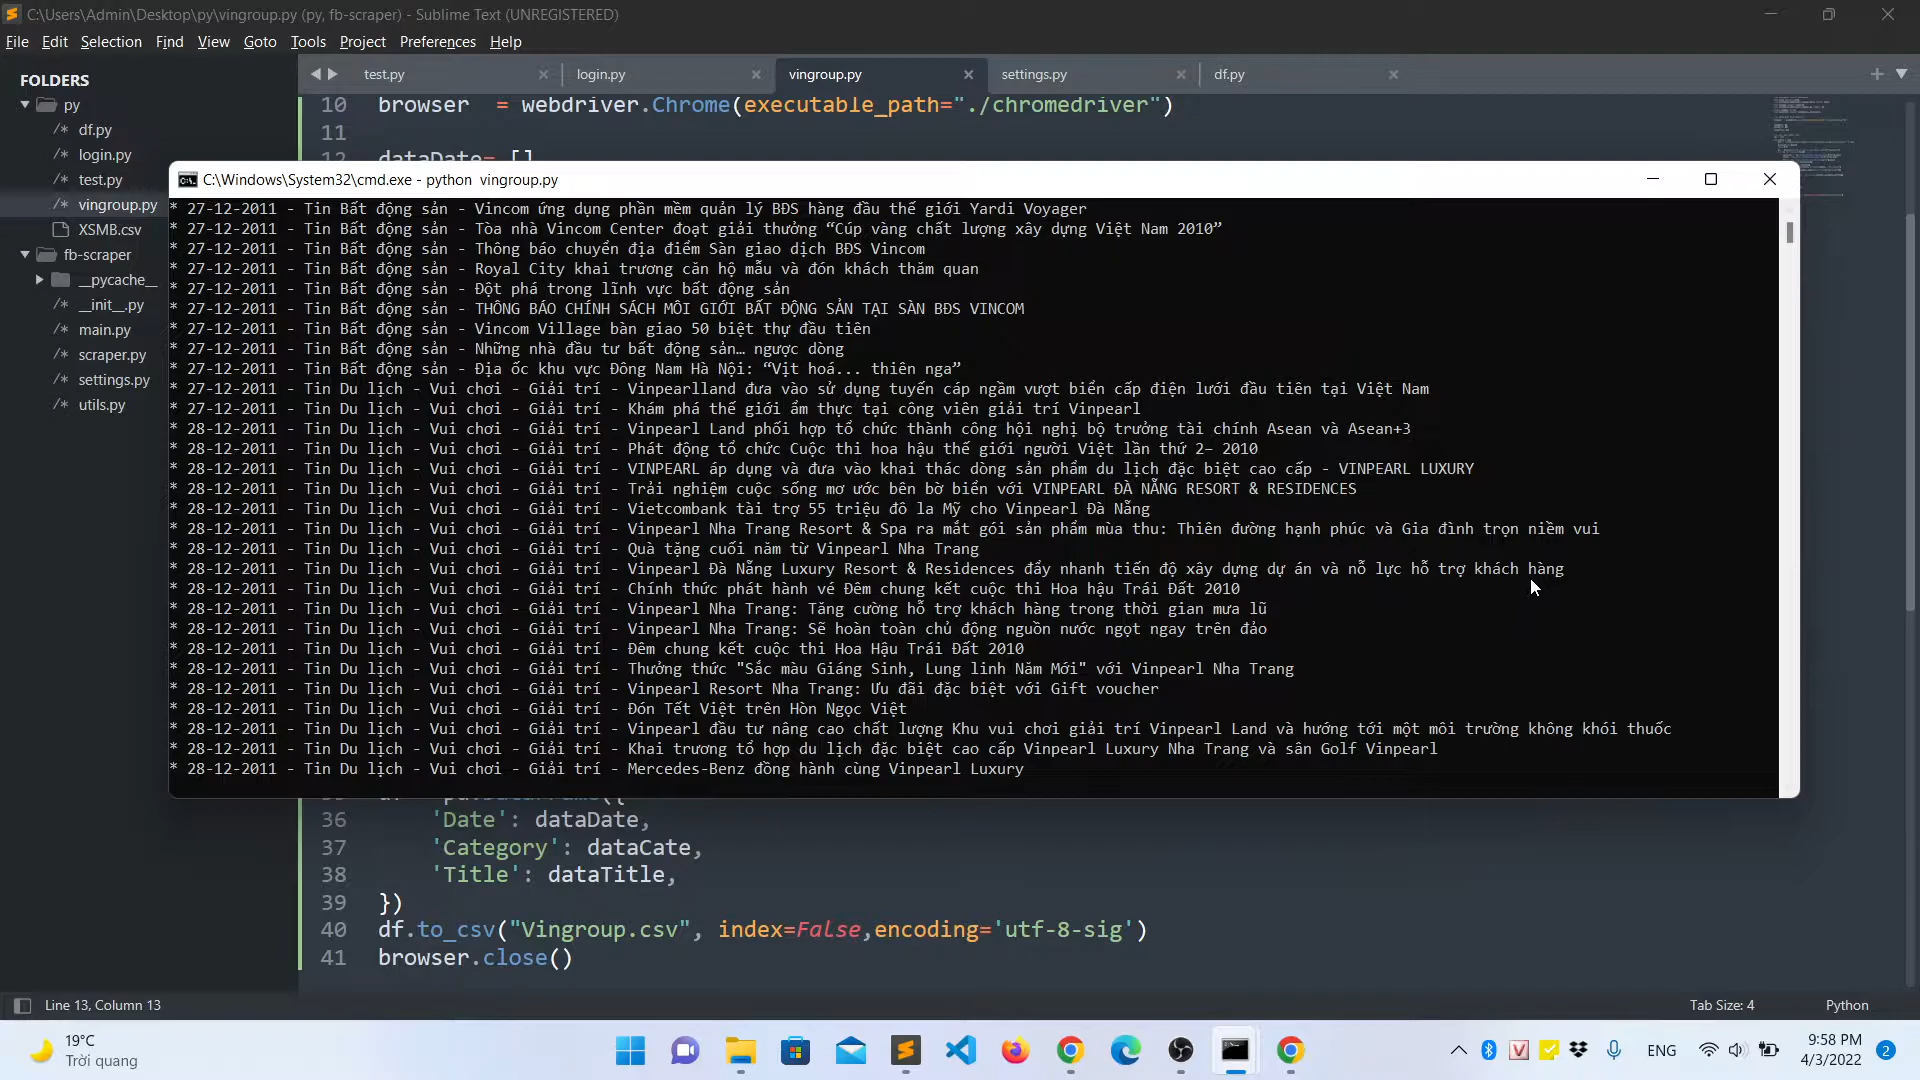 C:\Users\Admin\Desktop\py\vingroup.py (py, fb-scraper) - Sublime Text (UNREGISTERED)
File Edit Selection Find View Goto Tools Project Preferences Help
FOLDERS
py
df.py
login.py
test.py
vingroup.py
XSMB.csv
fb-scraper
__pycache__
__init__.py
main.py
scraper.py
settings.py
utils.py
test.py login.py vingroup.py settings.py df.py
10 browser = webdriver.Chrome(executable_path="./chromedriver")
11
12 dataDate= []
C:\Windows\System32\cmd.exe - python vingroup.py
* 27-12-2011 - Tin Bất động sản - Vincom ứng dụng phần mềm quản lý BĐS hàng đầu thế giới Yardi Voyager
* 27-12-2011 - Tin Bất động sản - Tòa nhà Vincom Center đoạt giải thưởng “Cúp vàng chất lượng xây dựng Việt Nam 2010”
* 27-12-2011 - Tin Bất động sản - Thông báo chuyển địa điểm Sàn giao dịch BĐS Vincom
* 27-12-2011 - Tin Bất động sản - Royal City khai trương căn hộ mẫu và đón khách thăm quan
* 27-12-2011 - Tin Bất động sản - Đột phá trong lĩnh vực bất động sản
* 27-12-2011 - Tin Bất động sản - THÔNG BÁO CHÍNH SÁCH MÔI GIỚI BẤT ĐỘNG SẢN TẠI SÀN BĐS VINCOM
* 27-12-2011 - Tin Bất động sản - Vincom Village bàn giao 50 biệt thự đầu tiên
* 27-12-2011 - Tin Bất động sản - Những nhà đầu tư bất động sản… ngược dòng
* 27-12-2011 - Tin Bất động sản - Địa ốc khu vực Đông Nam Hà Nội: “Vịt hoá... thiên nga”
* 27-12-2011 - Tin Du lịch - Vui chơi - Giải trí - Vinpearlland đưa vào sử dụng tuyến cáp ngầm vượt biển cấp điện lưới đầu tiên tại Việt Nam
* 27-12-2011 - Tin Du lịch - Vui chơi - Giải trí - Khám phá thế giới ẩm thực tại công viên giải trí Vinpearl
* 28-12-2011 - Tin Du lịch - Vui chơi - Giải trí - Vinpearl Land phối hợp tổ chức thành công hội nghị bộ trưởng tài chính Asean và Asean+3
* 28-12-2011 - Tin Du lịch - Vui chơi - Giải trí - Phát động tổ chức Cuộc thi hoa hậu thế giới người Việt lần thứ 2– 2010
* 28-12-2011 - Tin Du lịch - Vui chơi - Giải trí - VINPEARL áp dụng và đưa vào khai thác dòng sản phẩm du lịch đặc biệt cao cấp - VINPEARL LUXURY
* 28-12-2011 - Tin Du lịch - Vui chơi - Giải trí - Trải nghiệm cuộc sống mơ ước bên bờ biển với VINPEARL ĐÀ NẴNG RESORT & RESIDENCES
* 28-12-2011 - Tin Du lịch - Vui chơi - Giải trí - Vietcombank tài trợ 55 triệu đô la Mỹ cho Vinpearl Đà Nẵng
* 28-12-2011 - Tin Du lịch - Vui chơi - Giải trí - Vinpearl Nha Trang Resort & Spa ra mắt gói sản phẩm mùa thu: Thiên đường hạnh phúc và Gia đình trọn niềm vui
* 28-12-2011 - Tin Du lịch - Vui chơi - Giải trí - Quà tặng cuối năm từ Vinpearl Nha Trang
* 28-12-2011 - Tin Du lịch - Vui chơi - Giải trí - Vinpearl Đà Nẵng Luxury Resort & Residences đẩy nhanh tiến độ xây dựng dự án và nỗ lực hỗ trợ khách hàng
* 28-12-2011 - Tin Du lịch - Vui chơi - Giải trí - Chính thức phát hành vé Đêm chung kết cuộc thi Hoa hậu Trái Đất 2010
* 28-12-2011 - Tin Du lịch - Vui chơi - Giải trí - Vinpearl Nha Trang: Tăng cường hỗ trợ khách hàng trong thời gian mưa lũ
* 28-12-2011 - Tin Du lịch - Vui chơi - Giải trí - Vinpearl Nha Trang: Sẽ hoàn toàn chủ động nguồn nước ngọt ngay trên đảo
* 28-12-2011 - Tin Du lịch - Vui chơi - Giải trí - Đêm chung kết cuộc thi Hoa Hậu Trái Đất 2010
* 28-12-2011 - Tin Du lịch - Vui chơi - Giải trí - Thưởng thức "Sắc màu Giáng Sinh, Lung linh Năm Mới" với Vinpearl Nha Trang
* 28-12-2011 - Tin Du lịch - Vui chơi - Giải trí - Vinpearl Resort Nha Trang: Ưu đãi đặc biệt với Gift voucher
* 28-12-2011 - Tin Du lịch - Vui chơi - Giải trí - Đón Tết Việt trên Hòn Ngọc Việt
* 28-12-2011 - Tin Du lịch - Vui chơi - Giải trí - Vinpearl đầu tư nâng cao chất lượng Khu vui chơi giải trí Vinpearl Land và hướng tới một môi trường không khói thuốc
* 28-12-2011 - Tin Du lịch - Vui chơi - Giải trí - Khai trương tổ hợp du lịch đặc biệt cao cấp Vinpearl Luxury Nha Trang và sân Golf Vinpearl
* 28-12-2011 - Tin Du lịch - Vui chơi - Giải trí - Mercedes-Benz đồng hành cùng Vinpearl Luxury
36 'Date': dataDate,
37 'Category': dataCate,
38 'Title': dataTitle,
39 })
40 df.to_csv("Vingroup.csv", index=False,encoding='utf-8-sig')
41 browser.close()
Line 13, Column 13
Tab Size: 4 Python
19°C
Trời quang
ENG
9:58 PM
4/3/2022
2